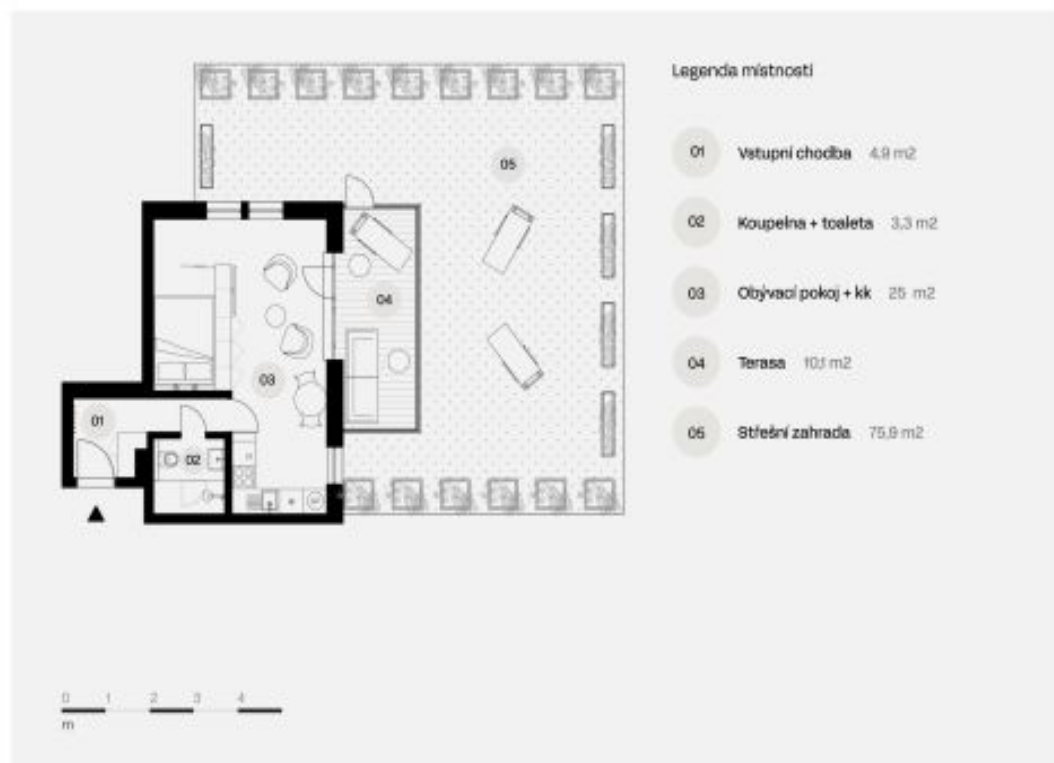 Legenda místností
01 Vstupní chodba 4,9 m2
02 Koupelna + toaleta 3,3 m2
03 Obývací pokoj + kk 25 m2
04 Terasa 10,1 m2
05 Střešní zahrada 75,9 m2
05
04
03
01
02
0 1 2 3 4
m